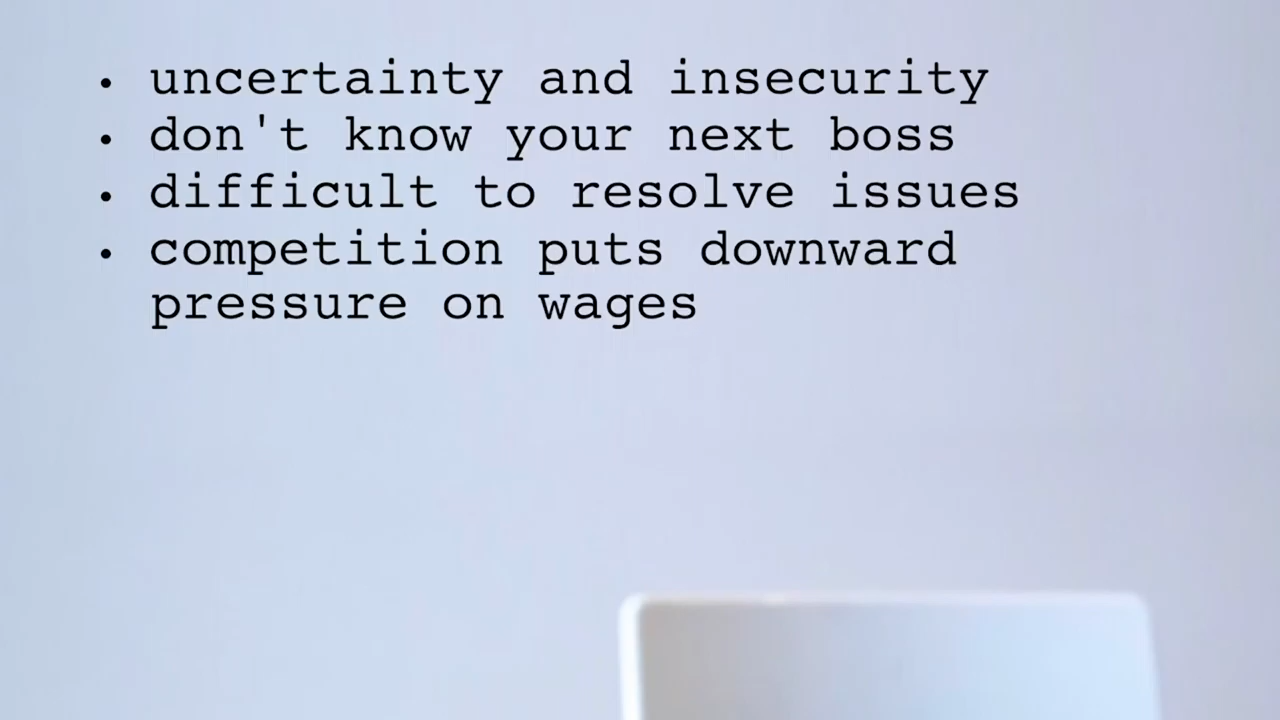 • uncertainty and insecurity
• don't know your next boss
• difficult to resolve issues
• competition puts downward
pressure on wages